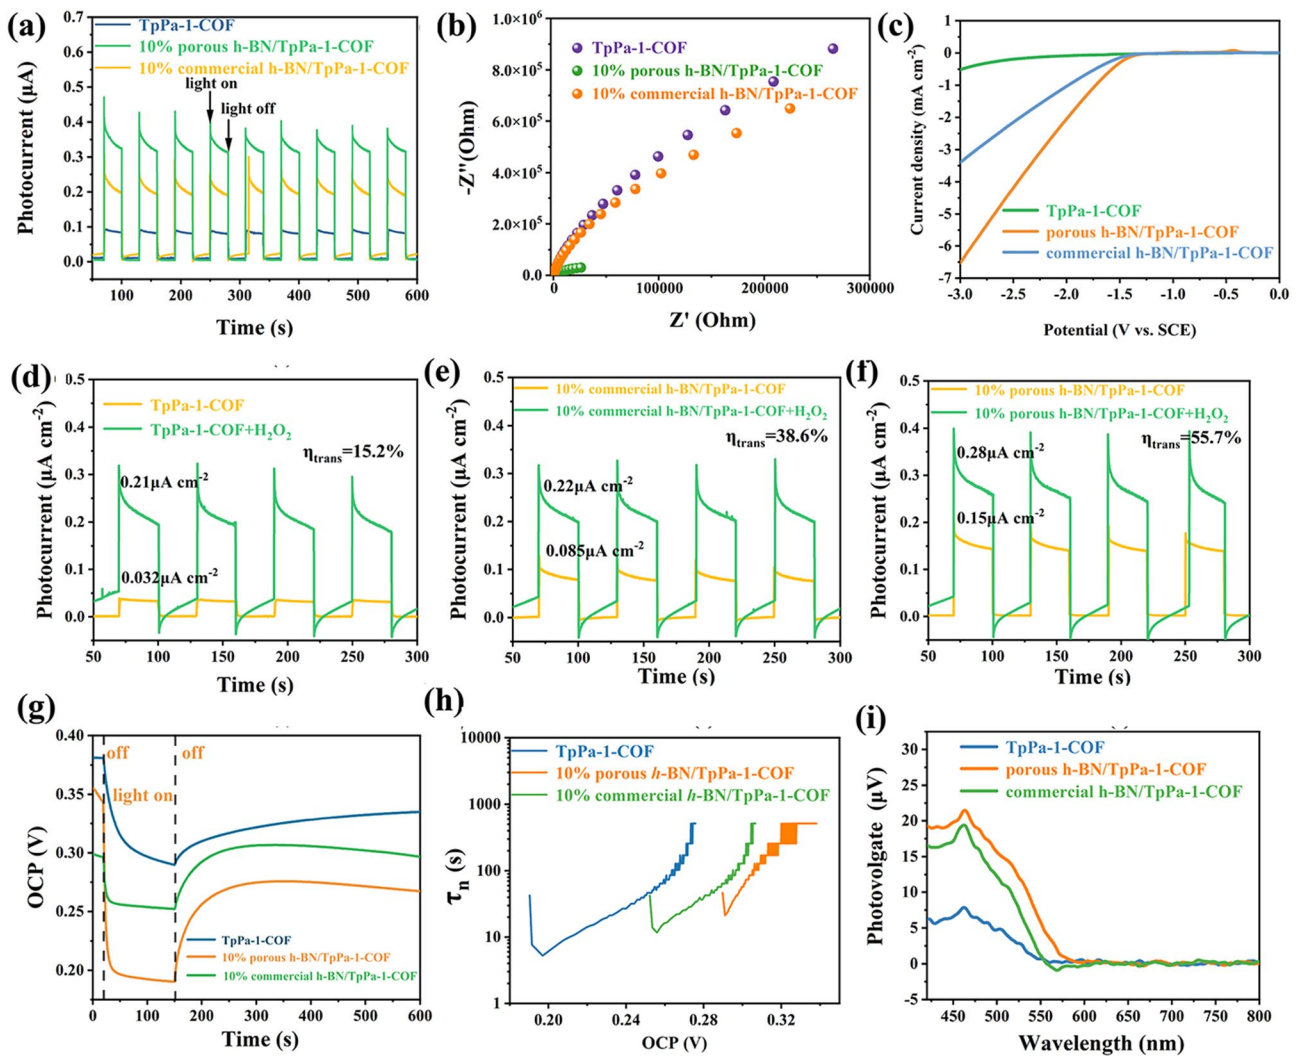 (a)
TpPa-1-COF
10% porous h-BN/TpPa-1-COF
10% commercial h-BN/TpPa-1-COF
light on
light off
Photocurrent (μA)
0.7
0.6
0.5
0.4
0.3
0.2
0.1
0.0
100 200 300 400 500 600
Time (s)
(b)
TpPa-1-COF
10% porous h-BN/TpPa-1-COF
10% commercial h-BN/TpPa-1-COF
-Z''(Ohm)
1.0×10⁶
8.0×10⁵
6.0×10⁵
4.0×10⁵
2.0×10⁵
0.0
0 100000 200000 300000
Z' (Ohm)
(c)
Current density (mA cm⁻²)
1
0
-1
-2
-3
-4
-5
-6
-7
TpPa-1-COF
porous h-BN/TpPa-1-COF
commercial h-BN/TpPa-1-COF
-3.0 -2.5 -2.0 -1.5 -1.0 -0.5 0.0
Potential (V vs. SCE)
(d)
TpPa-1-COF
TpPa-1-COF+H₂O₂
ηtrans=15.2%
0.21μA cm⁻²
0.032μA cm⁻²
Photocurrent (μA cm⁻²)
0.5
0.4
0.3
0.2
0.1
0.0
50 100 150 200 250 300
Time (s)
(e)
10% commercial h-BN/TpPa-1-COF
10% commercial h-BN/TpPa-1-COF+H₂O₂
ηtrans=38.6%
0.22μA cm⁻²
0.085μA cm⁻²
Photocurrent (μA cm⁻²)
0.5
0.4
0.3
0.2
0.1
0.0
50 100 150 200 250 300
Time (s)
(f)
10% porous h-BN/TpPa-1-COF
10% porous h-BN/TpPa-1-COF+H₂O₂
ηtrans=55.7%
0.28μA cm⁻²
0.15μA cm⁻²
Photocurrent (μA cm⁻²)
0.5
0.4
0.3
0.2
0.1
0.0
50 100 150 200 250 300
Time (s)
(g)
off
off
light on
OCP (V)
0.40
0.35
0.30
0.25
0.20
TpPa-1-COF
10% porous h-BN/TpPa-1-COF
10% commercial h-BN/TpPa-1-COF
0 100 200 300 400 500 600
Time (s)
(h)
TpPa-1-COF
10% porous h-BN/TpPa-1-COF
10% commercial h-BN/TpPa-1-COF
τn (s)
10000
1000
100
10
1
0.20 0.24 0.28 0.32
OCP (V)
(i)
TpPa-1-COF
porous h-BN/TpPa-1-COF
commercial h-BN/TpPa-1-COF
Photovolgate (μV)
30
25
20
15
10
5
0
-5
450 500 550 600 650 700 750 800
Wavelength (nm)